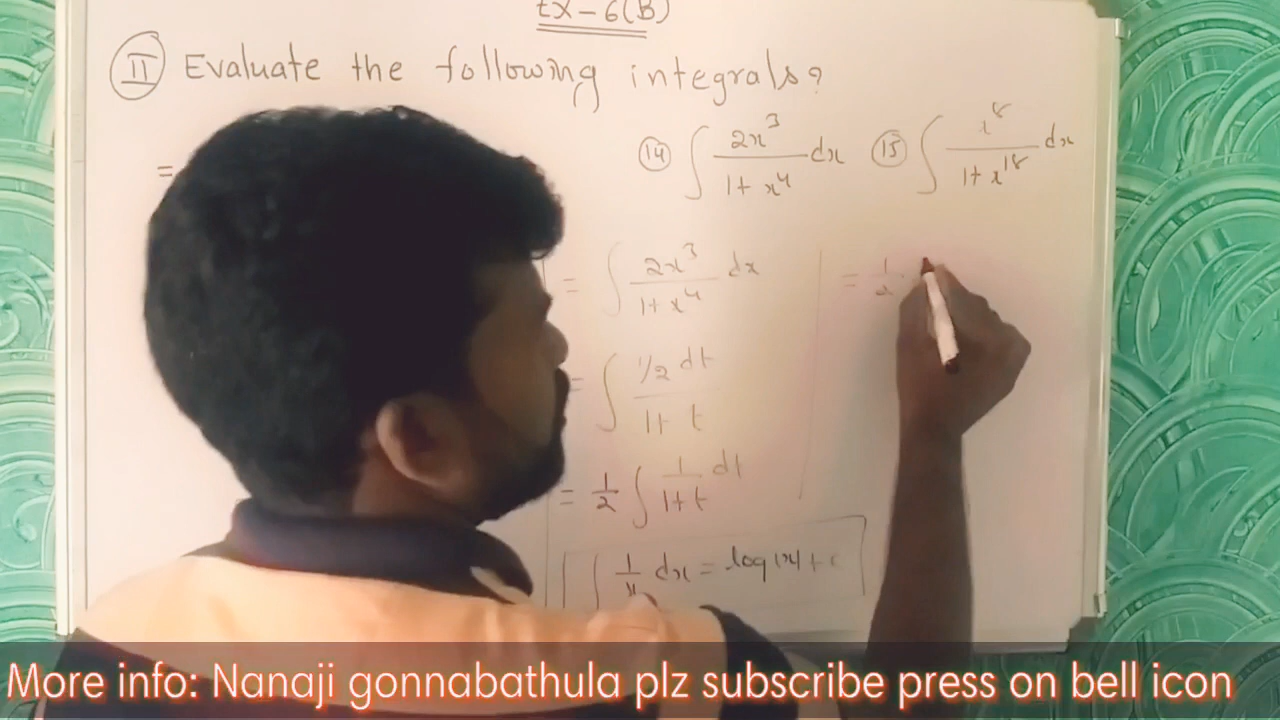 Ex-6(B)
II Evaluate the following integrals?
=
14 ∫ 2x³/(1+x⁴) dx 15 ∫ x⁸/(1+x¹⁸) dx
= ∫ 2x³/(1+x⁴) dx
= ∫ 1/2 dt/(1+t)
= 1/2 ∫ 1/(1+t) dt
∫ 1/x dx = log|x|+c
= 1/2
More info: Nanaji gonnabathula plz subscribe press on bell icon